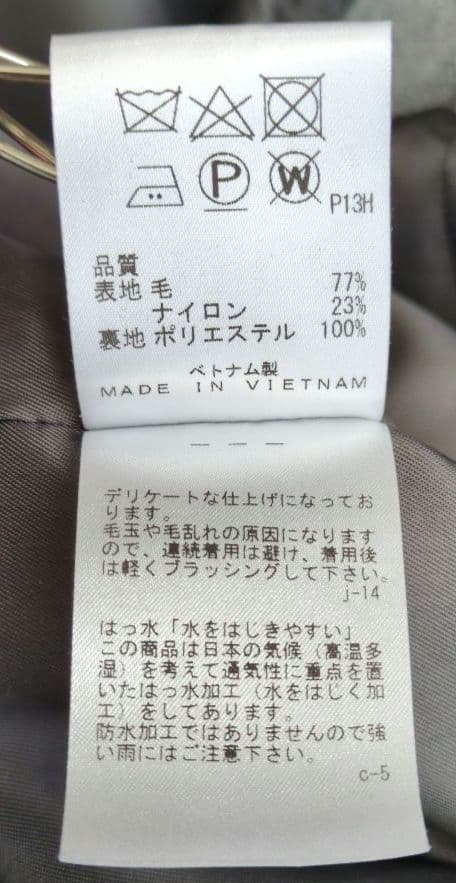 P
W
P13H
品質
表地 毛 77%
ナイロン 23%
裏地 ポリエステル 100%
ベトナム製
MADE IN VIETNAM
デリケートな仕上げになってお
ります。
毛玉や毛乱れの原因になります
ので、連続着用は避け、着用後
は軽くブラッシングして下さい。
j-14
はっ水「水をはじきやすい」
この商品は日本の気候（高温多
湿）を考えて通気性に重点を置
いたはっ水加工（水をはじく加
工）をしてあります。
防水加工ではありませんので強
い雨にはご注意下さい。
c-5